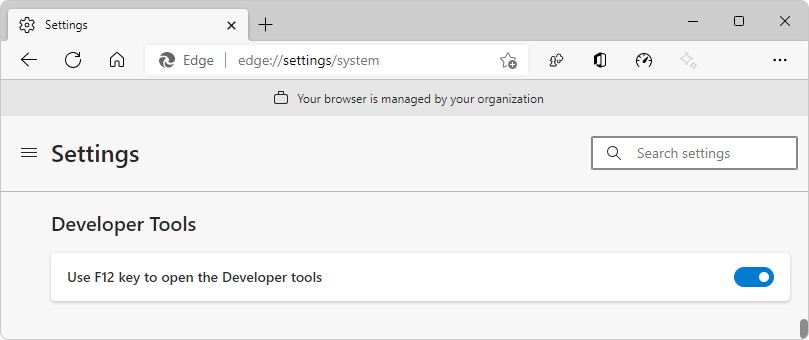 Settings
Edge | edge://settings/system
Your browser is managed by your organization
Settings
Search settings
Developer Tools
Use F12 key to open the Developer tools